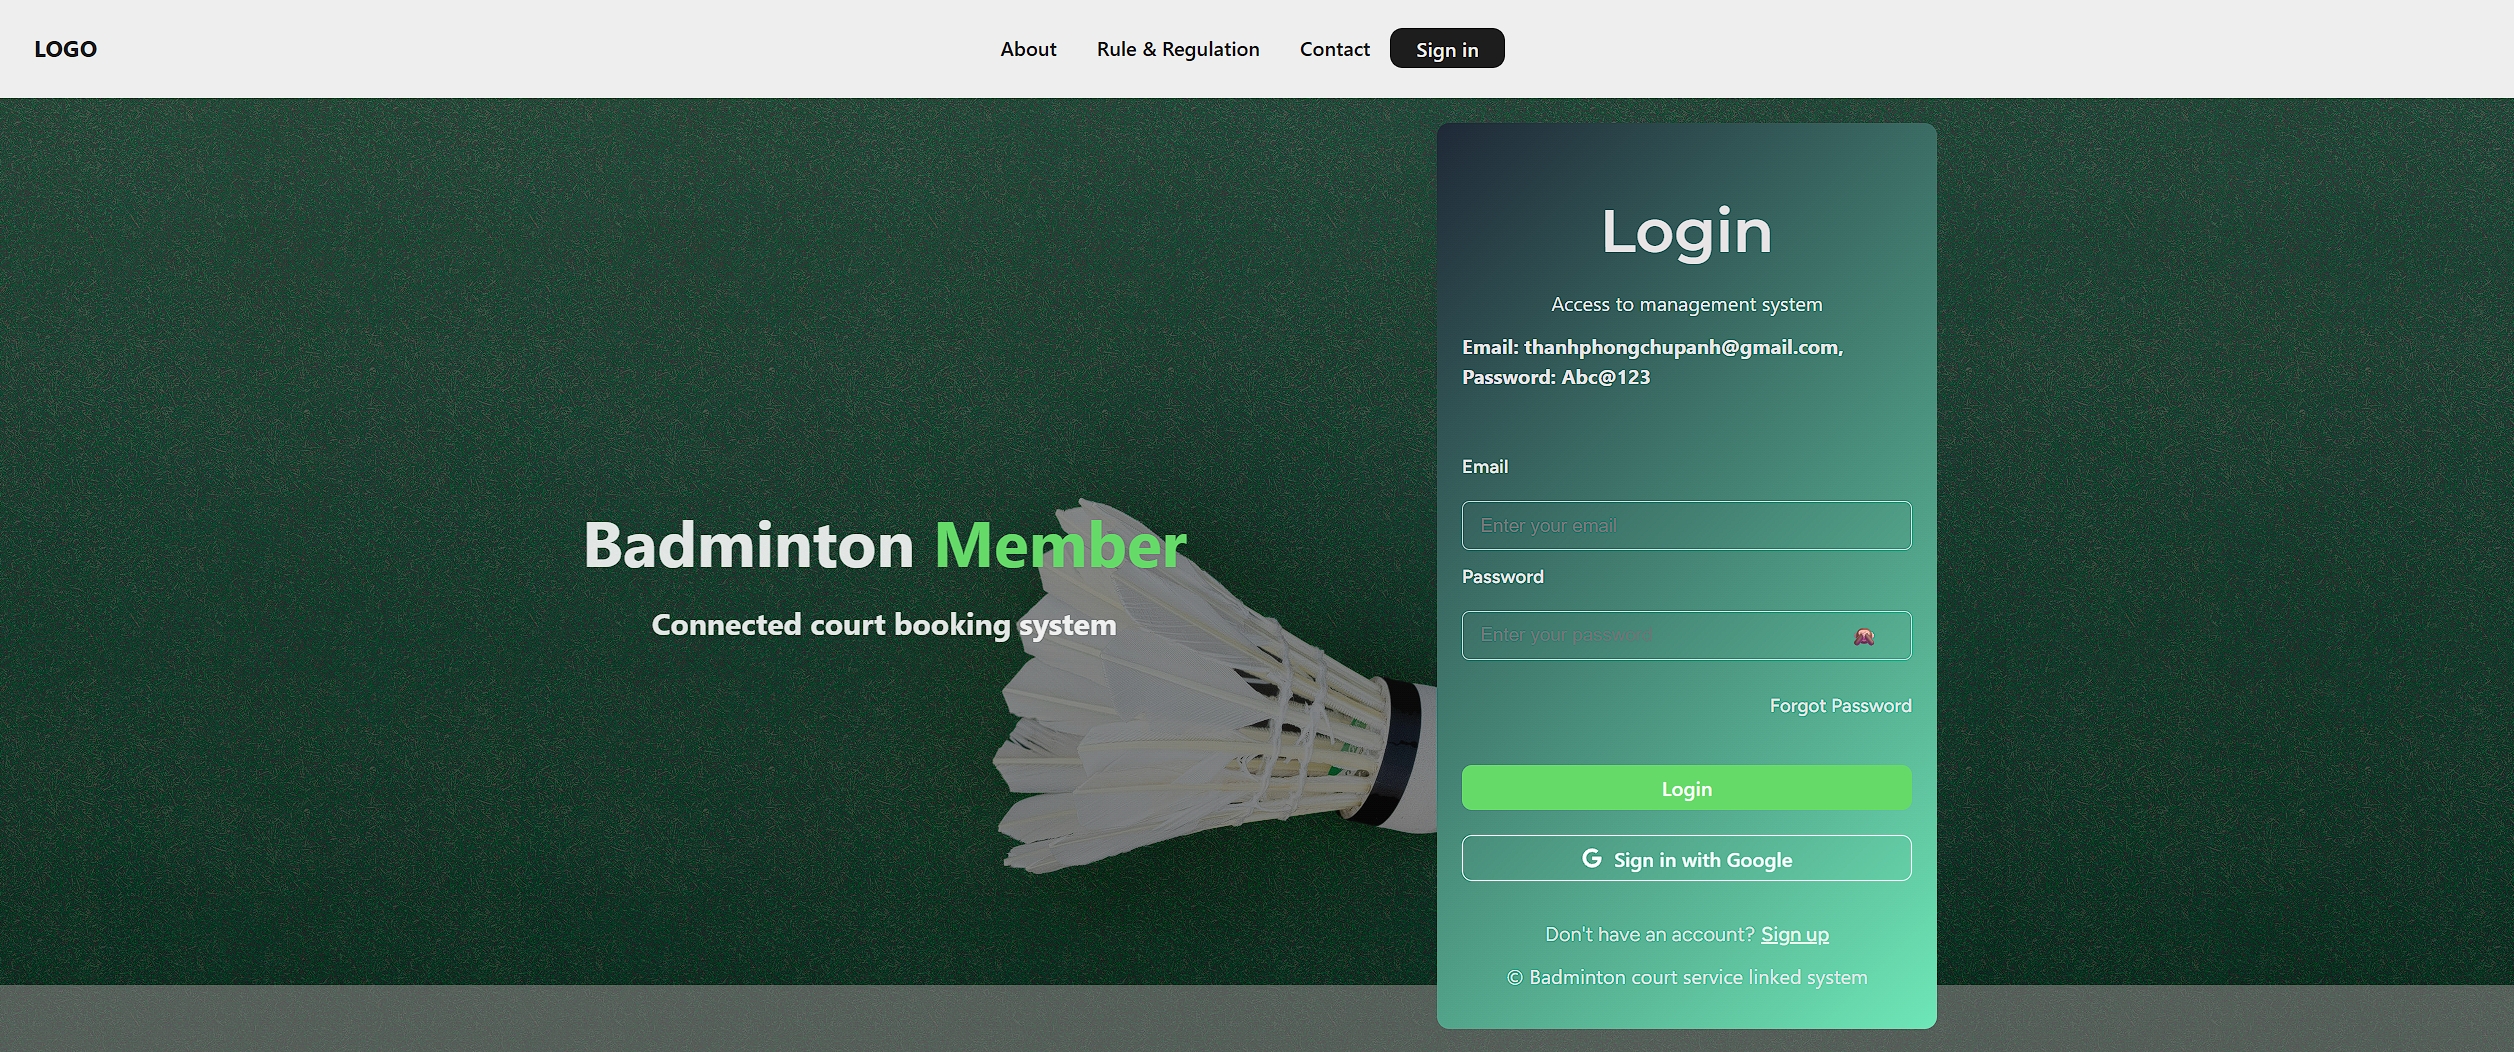 LOGO
About
Rule & Regulation
Contact
Sign in
Badminton Member
Connected court booking system
Login
Access to management system
Email: thanhphongchupanh@gmail.com,
Password: Abc@123
Email
Enter your email
Password
Enter your password
Forgot Password
Login
G Sign in with Google
Don't have an account? Sign up
© Badminton court service linked system